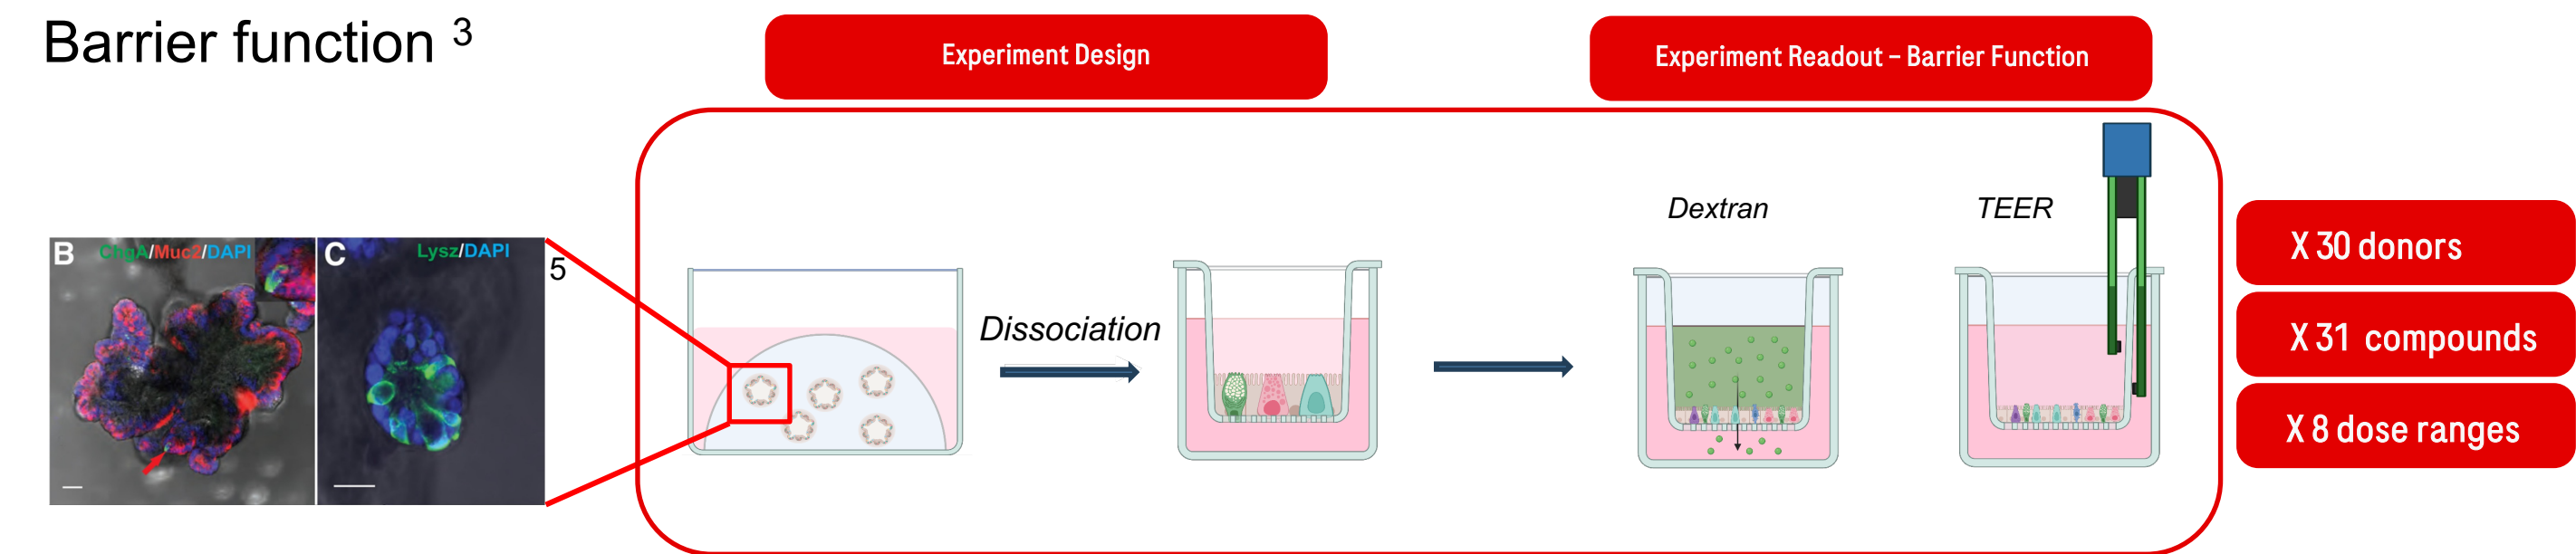 Barrier function 3
Experiment Design
Experiment Readout – Barrier Function
B ChgA/Muc2/DAPI
C Lysz/DAPI
5
Dissociation
Dextran
TEER
X 30 donors
X 31 compounds
X 8 dose ranges